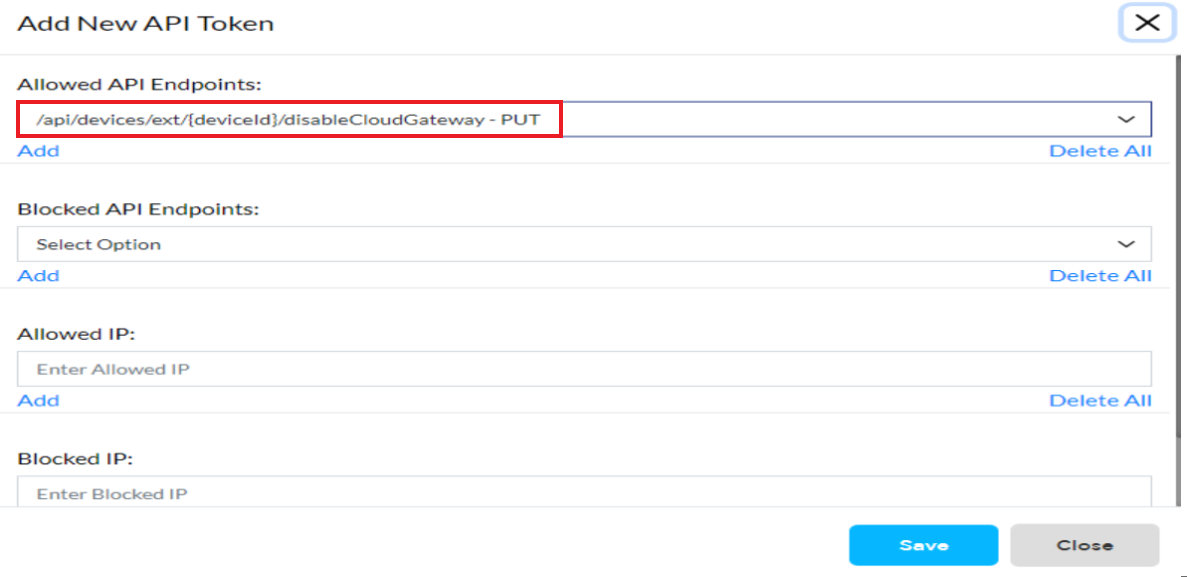 Add New API Token
Allowed API Endpoints:
/api/devices/ext/{deviceId}/disableCloudGateway - PUT
Add Delete All
Blocked API Endpoints:
Select Option
Add Delete All
Allowed IP:
Enter Allowed IP
Add Delete All
Blocked IP:
Enter Blocked IP
Save Close